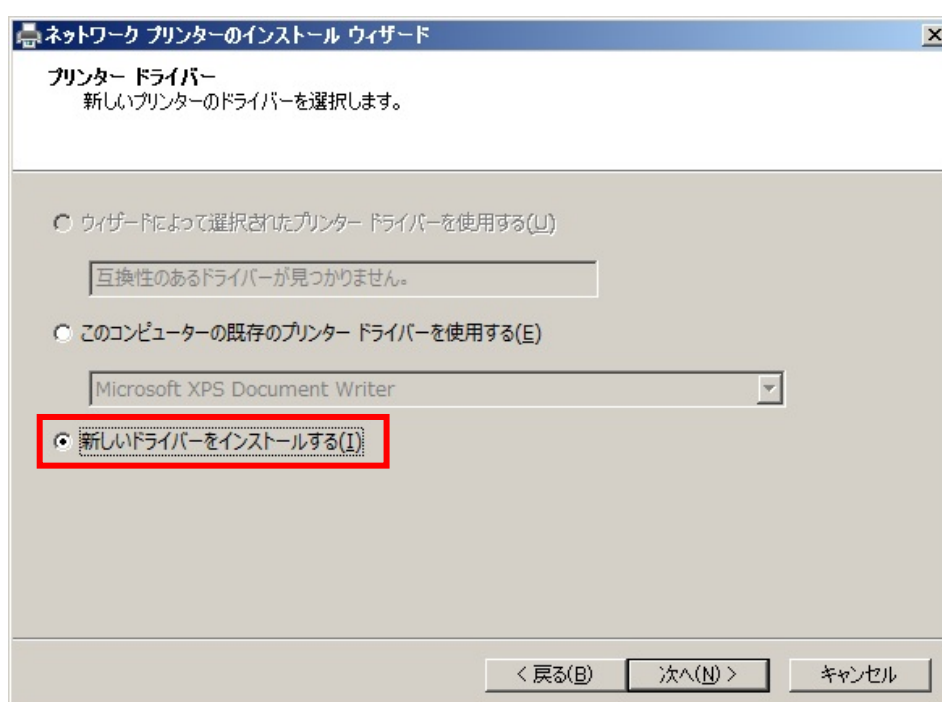 ネットワーク プリンターのインストール ウィザード
プリンター ドライバー
新しいプリンターのドライバーを選択します。
ウィザードによって選択されたプリンター ドライバーを使用する(U)
互換性のあるドライバーが見つかりません。
このコンピューターの既存のプリンター ドライバーを使用する(E)
Microsoft XPS Document Writer
新しいドライバーをインストールする(I)
< 戻る(B) 次へ(N) > キャンセル